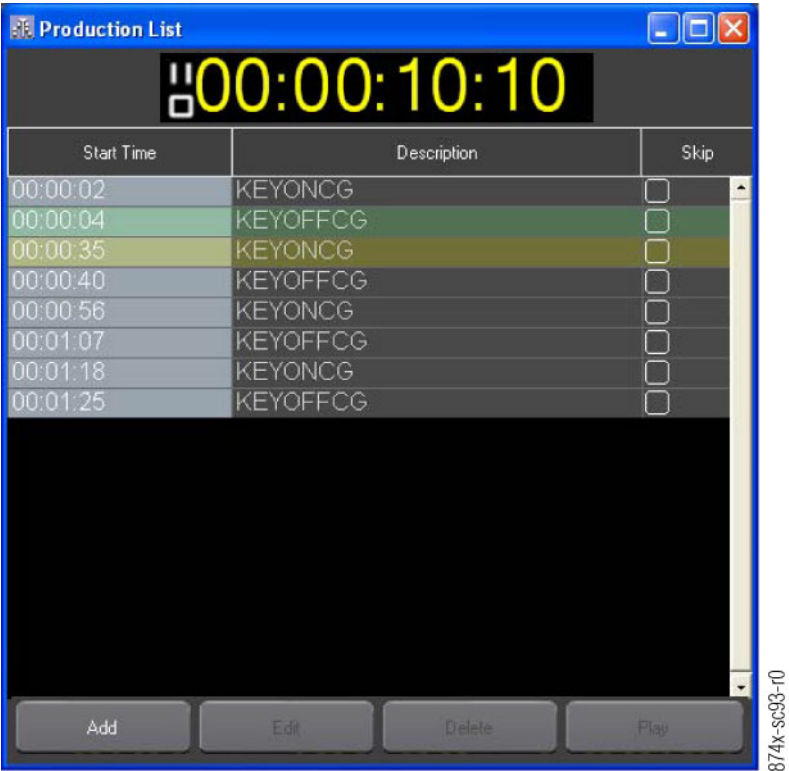 Production List
00:00:10:10
Start Time Description Skip
00:00:02 KEYONCG
00:00:04 KEYOFFCG
00:00:35 KEYONCG
00:00:40 KEYOFFCG
00:00:56 KEYONCG
00:01:07 KEYOFFCG
00:01:18 KEYONCG
00:01:25 KEYOFFCG
Add Edit Delete Play
874x-sc93-r0